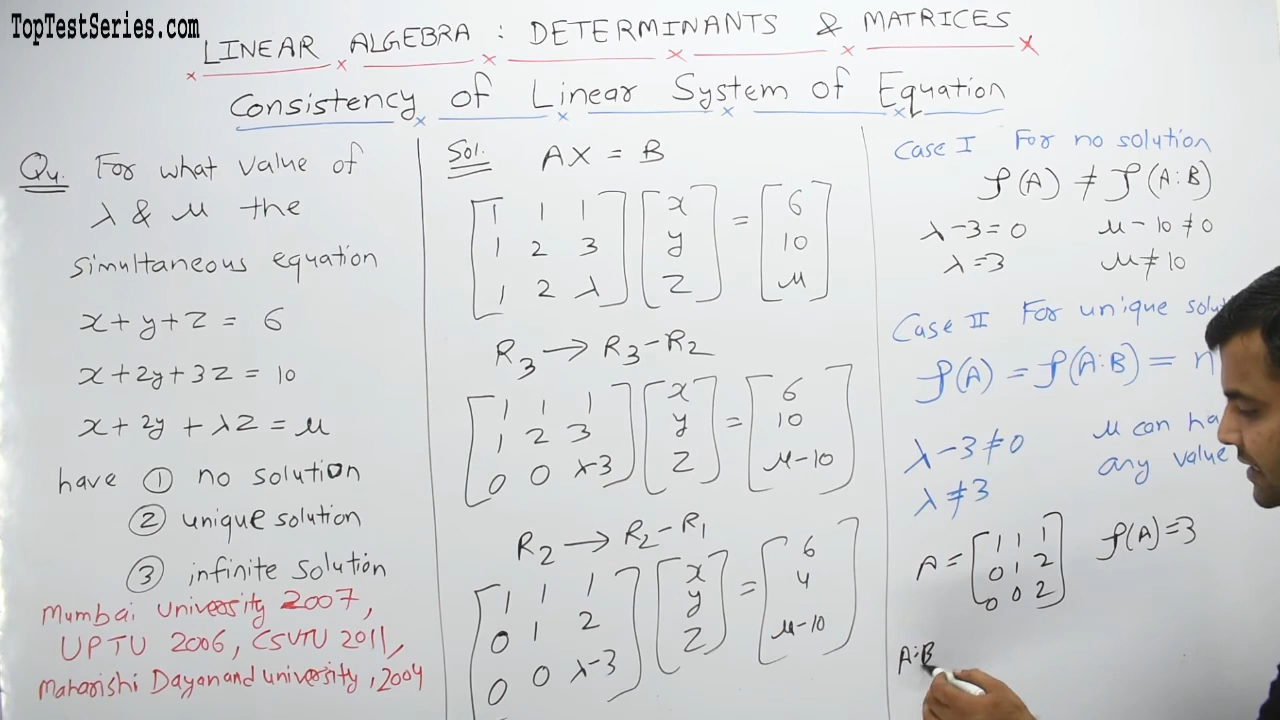 TopTestSeries.com
LINEAR ALGEBRA : DETERMINANTS & MATRICES
Consistency of Linear System of Equation
Q4. For what value of
λ & μ the
simultaneous equation
x + y + z = 6
x + 2y + 3z = 10
x + 2y + λz = μ
have ① no solution
② unique solution
③ infinite solution
Mumbai University 2007,
UPTU 2006, CSVTU 2011,
Maharishi Dayanand university, 2004
Sol. AX = B
[1 1 1] [x] = [6]
[1 2 3] [y] [10]
[1 2 λ] [z] [μ]
R3 → R3-R2
[1 1 1] [x] = [6]
[1 2 3] [y] [10]
[0 0 λ-3] [z] [μ-10]
R2 → R2-R1
[1 1 1] [x] = [6]
[0 1 2] [y] [4]
[0 0 λ-3] [z] [μ-10]
Case I For no solution
ρ(A) ≠ ρ(A:B)
λ-3=0 μ-10≠0
λ=3 μ≠10
Case II For unique
ρ(A) = ρ(A:B) = n
λ-3≠0 μ can
λ≠3 any value
A = [1 1 1] ρ(A)=3
[0 1 2]
[0 0 2]
A:B